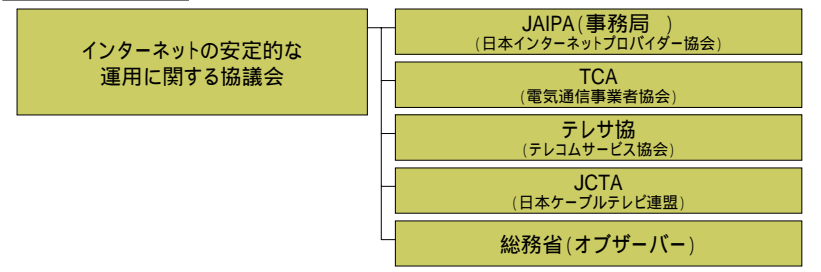 インターネットの安定的な
運用に関する協議会
JAIPA(事務局　)
(日本インターネットプロバイダー協会)
TCA
(電気通信事業者協会)
テレサ協
(テレコムサービス協会)
JCTA
(日本ケーブルテレビ連盟)
総務省(オブザーバー)